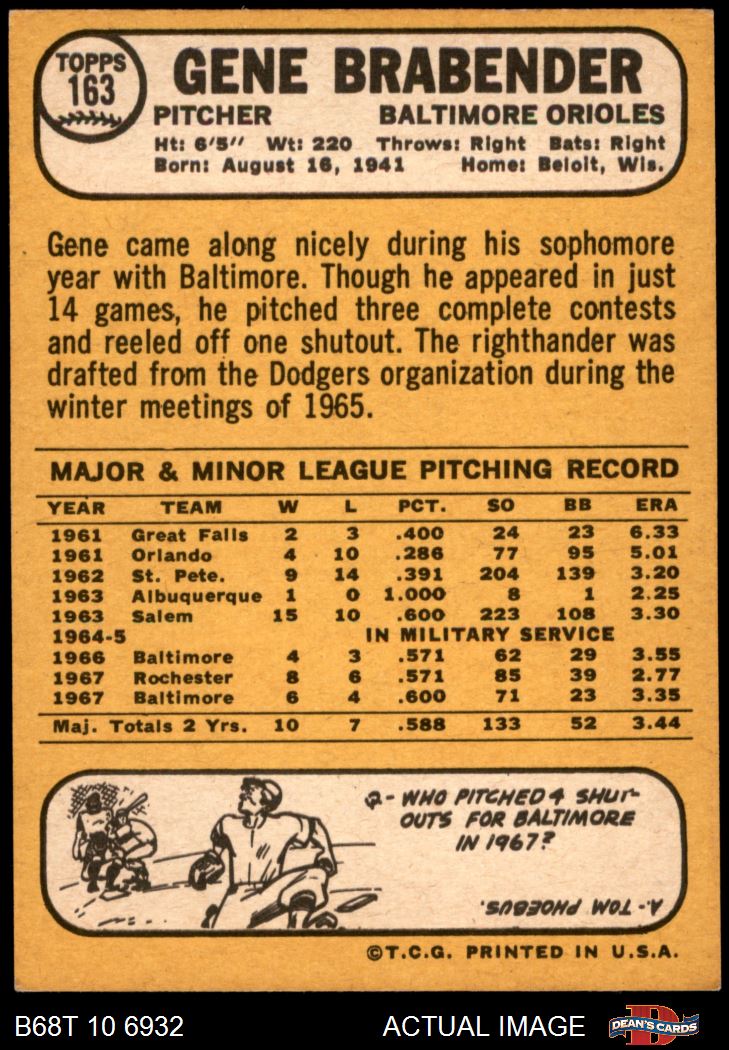 TOPPS
163
GENE BRABENDER
PITCHER BALTIMORE ORIOLES
Ht: 6'5" Wt: 220 Throws: Right Bats: Right
Born: August 16, 1941 Home: Beloit, Wis.
Gene came along nicely during his sophomore
year with Baltimore. Though he appeared in just
14 games, he pitched three complete contests
and reeled off one shutout. The righthander was
drafted from the Dodgers organization during the
winter meetings of 1965.
MAJOR & MINOR LEAGUE PITCHING RECORD
YEAR TEAM W L PCT. SO BB ERA
1961 Great Falls 2 3 .400 24 23 6.33
1961 Orlando 4 10 .286 77 95 5.01
1962 St. Pete. 9 14 .391 204 139 3.20
1963 Albuquerque 1 0 1.000 8 1 2.25
1963 Salem 15 10 .600 223 108 3.30
1964-5 IN MILITARY SERVICE
1966 Baltimore 4 3 .571 62 29 3.55
1967 Rochester 8 6 .571 85 39 2.77
1967 Baltimore 6 4 .600 71 23 3.35
Maj. Totals 2 Yrs. 10 7 .588 133 52 3.44
Q- WHO PITCHED 4 SHUT-
OUTS FOR BALTIMORE
IN 1967?
A- TOM PHOEBUS.
©T.C.G. PRINTED IN U.S.A.
B68T 10 6932 ACTUAL IMAGE DEAN'S CARDS